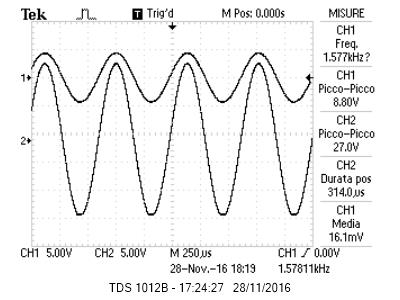 Tek Trig'd M Pos: 0.000s MISURE
CH1
Freq.
1.577kHz?
1
CH1
Picco-Picco
8.80V
CH2
Picco-Picco
27.0V
2
CH2
Durata pos
314.0µs
CH1
Media
16.1mV
CH1 5.00V CH2 5.00V M 250µs CH1 0.00V
28-Nov.-16 18:19 1.57811kHz
TDS 1012B - 17:24:27 28/11/2016